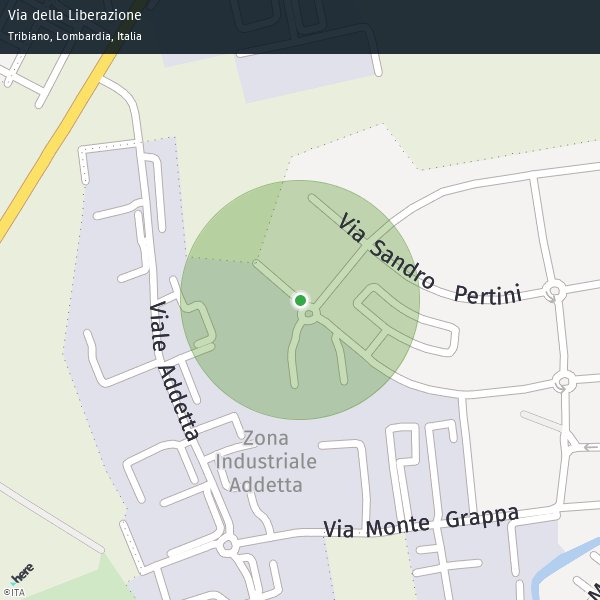 Via della Liberazione
Tribiano, Lombardia, Italia
Via Sandro Pertini
Viale Addetta
Zona
Industriale
Addetta
Via Monte Grappa
M
here
©ITA